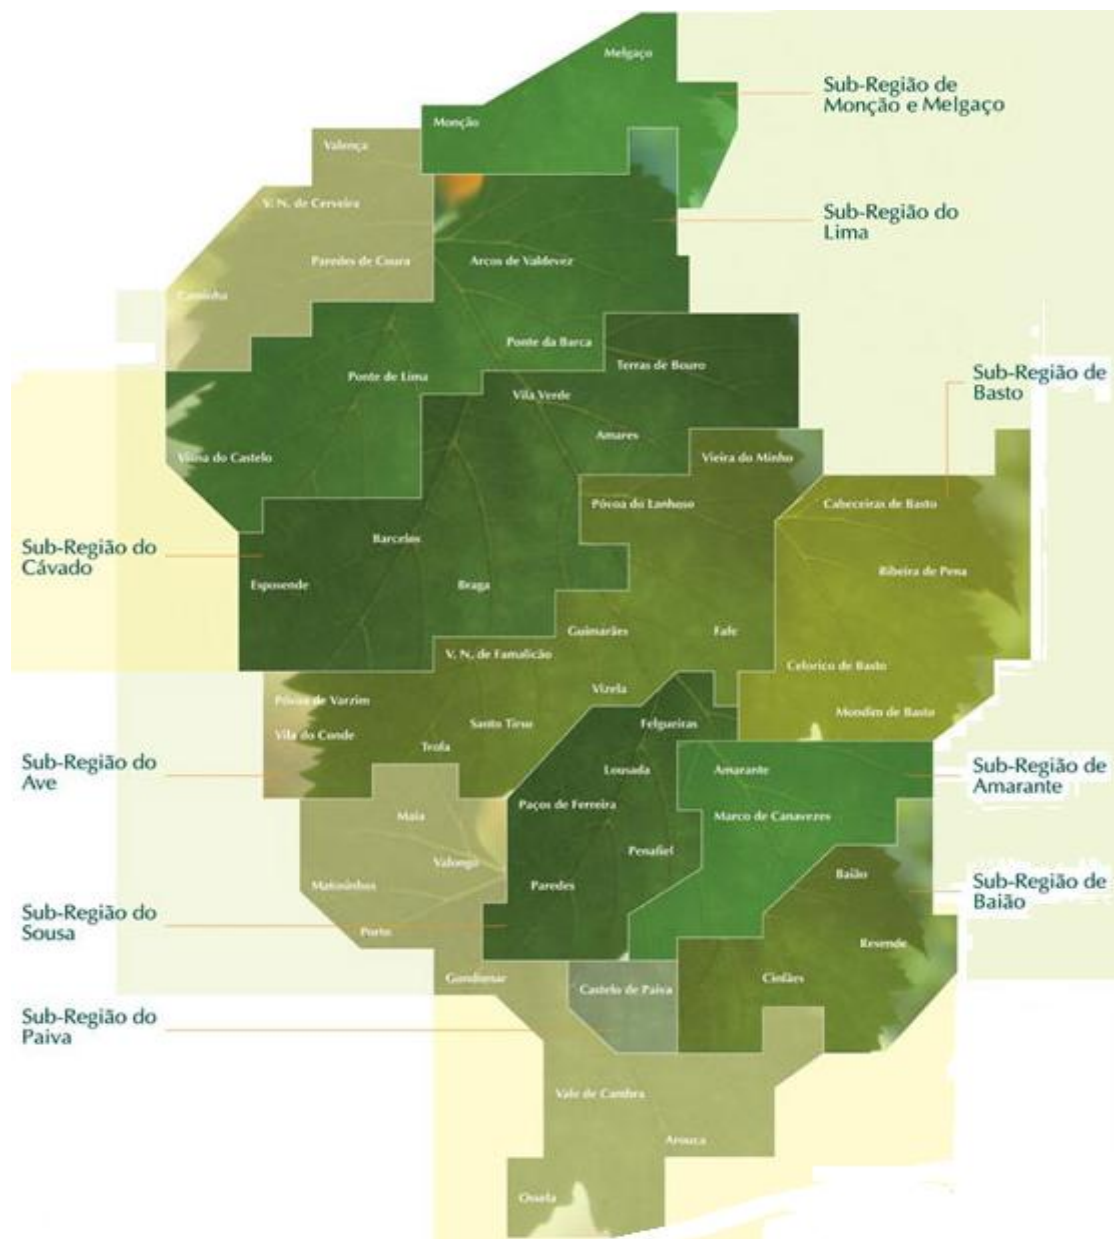 Melgaço
Sub-Região de
Monção e Melgaço
Monção
Valença
V. N. de Cerveira
Sub-Região do
Lima
Paredes de Coura
Arcos de Valdevez
Caminha
Ponte da Barca
Terras de Bouro
Ponte de Lima
Sub-Região de
Basto
Vila Verde
Amares
Viana do Castelo
Vieira do Minho
Póvoa do Lanhoso
Cabeceiras de Basto
Barcelos
Sub-Região do
Cávado
Esposende
Braga
Ribeira de Pena
Guimarães
Fafe
V. N. de Famalicão
Celorico de Basto
Vizela
Póvoa de Varzim
Mondim de Basto
Santo Tirso
Felgueiras
Vila do Conde
Trofa
Sub-Região do
Ave
Lousada
Amarante
Sub-Região de
Amarante
Paços de Ferreira
Maia
Marco de Canavezes
Penafiel
Valongo
Baião
Matosinhos
Paredes
Sub-Região de
Baião
Sub-Região do
Sousa
Porto
Resende
Gondomar
Castelo de Paiva
Cinfães
Sub-Região do
Paiva
Vale de Cambra
Arouca
Ossela